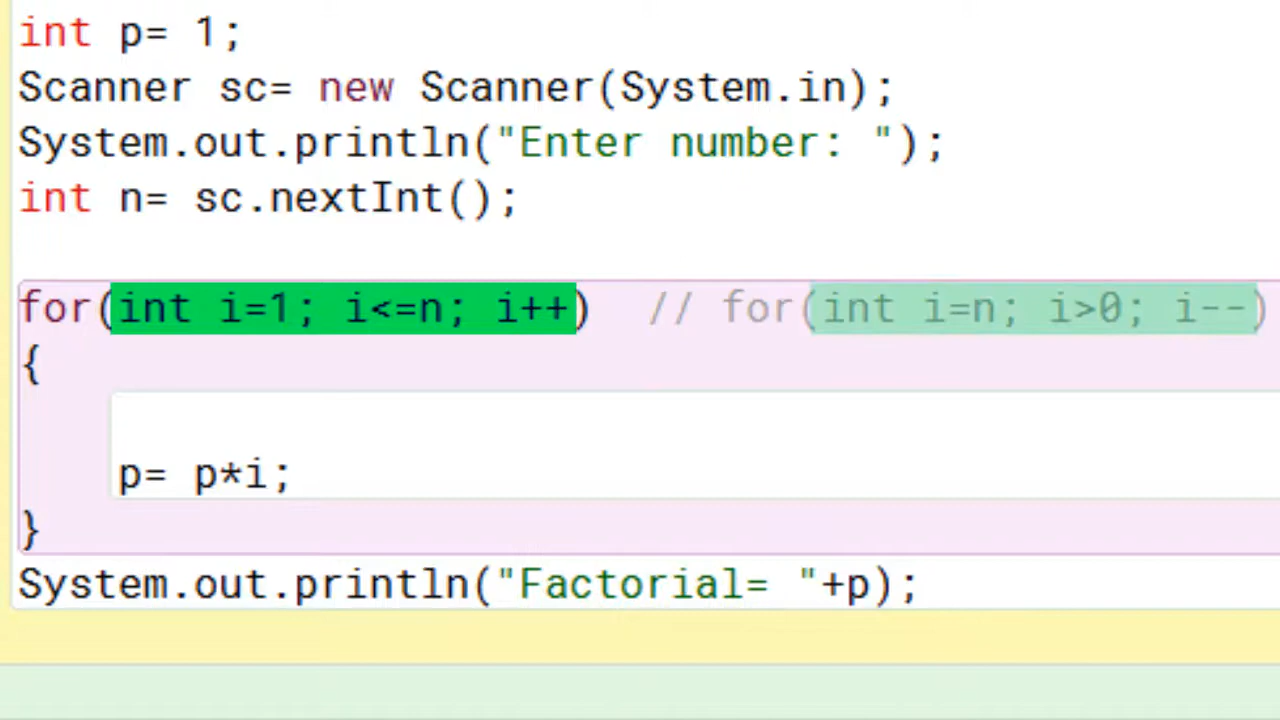 int p= 1;
Scanner sc= new Scanner(System.in);
System.out.println("Enter number: ");
int n= sc.nextInt();
for(int i=1; i<=n; i++)  // for(int i=n; i>0; i--)
{
p= p*i;
}
System.out.println("Factorial= "+p);